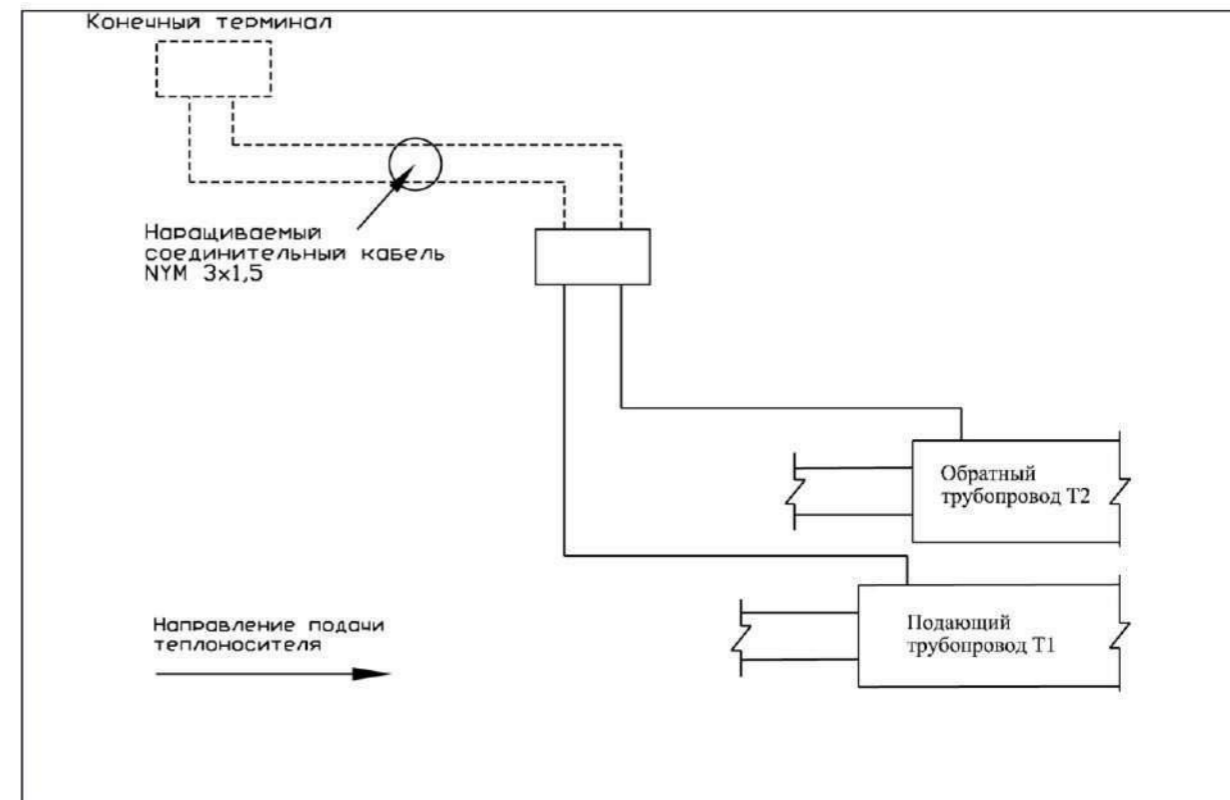 Конечный терминал
Наращиваемый
соединительный кабель
NYM 3x1,5
Обратный
трубопровод Т2
Направление подачи
теплоносителя
Подающий
трубопровод Т1